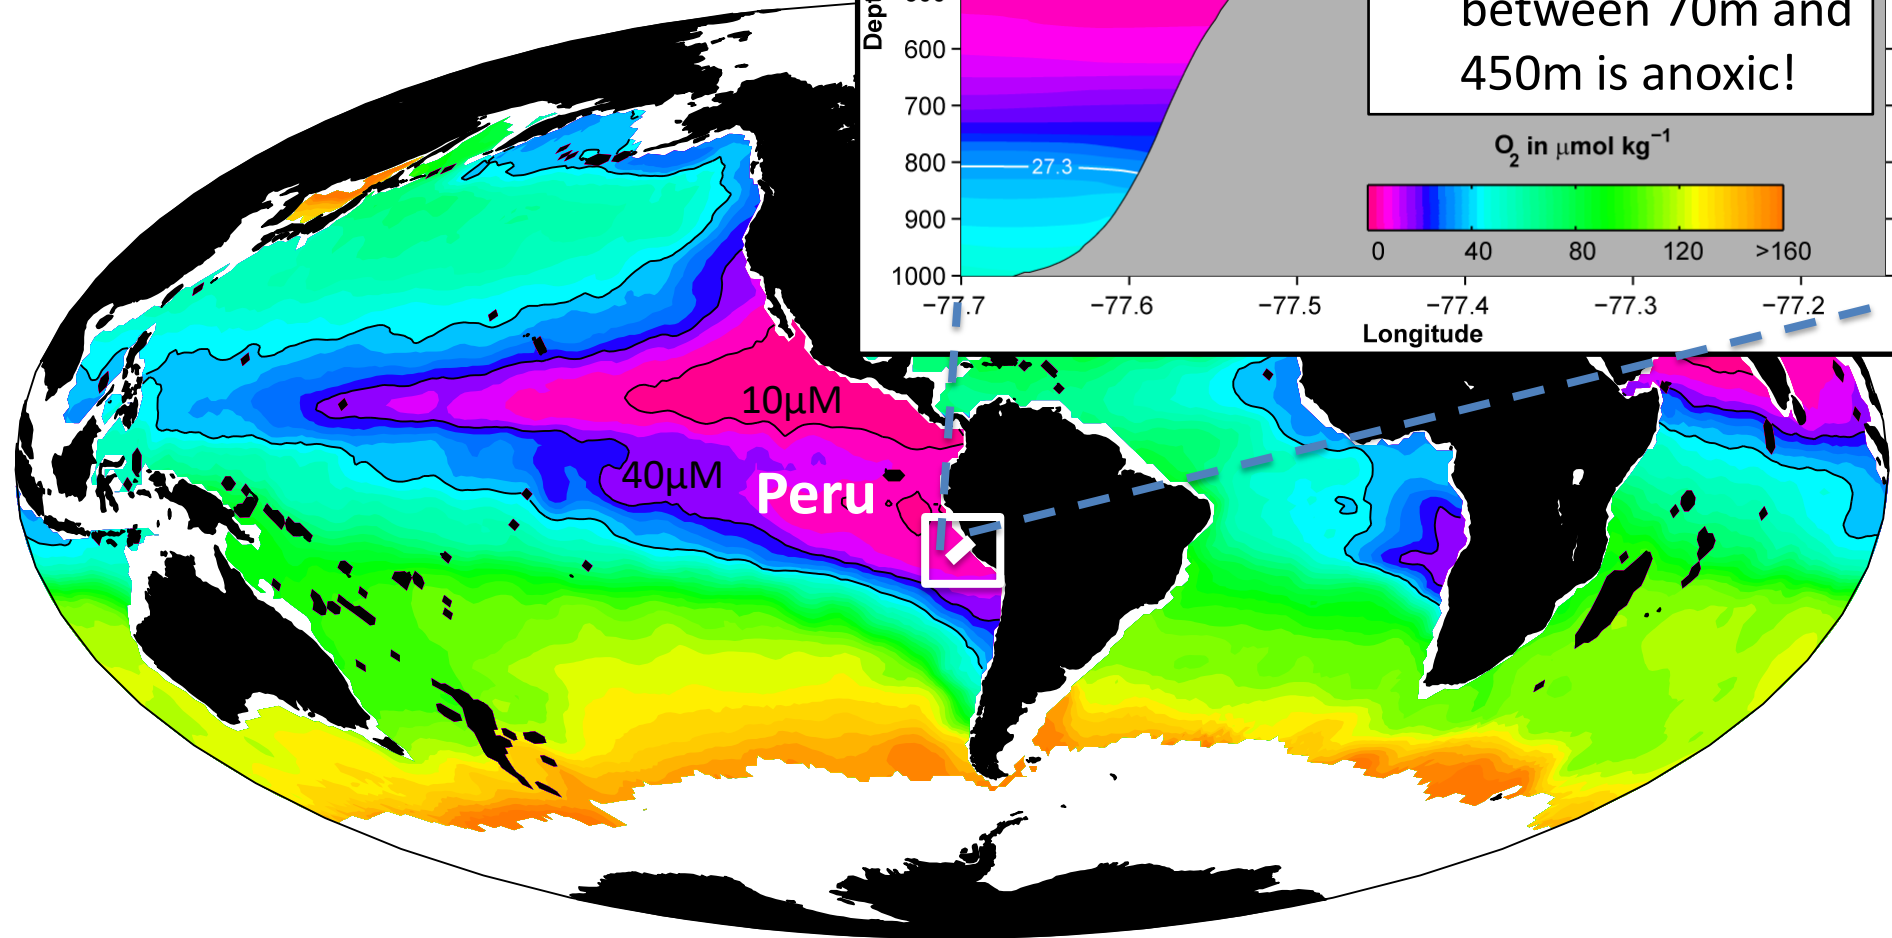 between 70m and
450m is anoxic!
Dept
600
700
800
900
1000
27.3
O2 in μmol kg−1
0 40 80 120 >160
−77.7 −77.6 −77.5 −77.4 −77.3 −77.2
Longitude
10μM
40μM
Peru